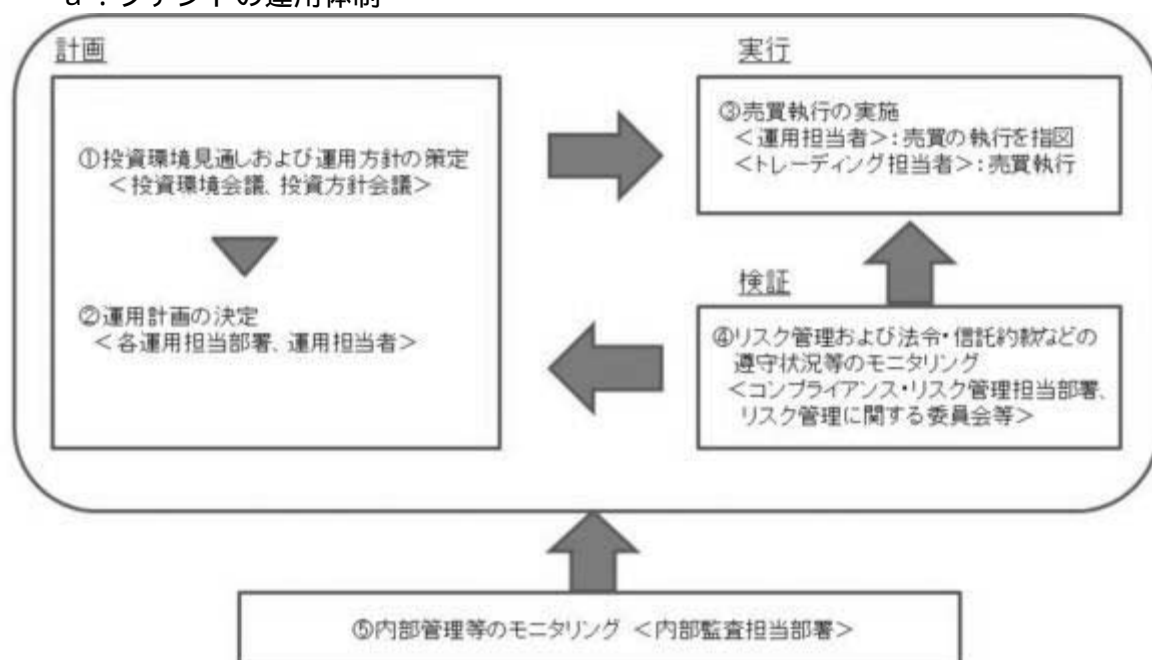 a．ファンドの運用体制
計画
①投資環境見通しおよび運用方針の策定
＜投資環境会議、投資方針会議＞
②運用計画の決定
＜各運用担当部署、運用担当者＞
実行
③売買執行の実施
＜運用担当者＞：売買の執行を指図
＜トレーディング担当者＞：売買執行
検証
④リスク管理および法令・信託約款などの
遵守状況等のモニタリング
＜コンプライアンス・リスク管理担当部署、
リスク管理に関する委員会等＞
⑤内部管理等のモニタリング ＜内部監査担当部署＞